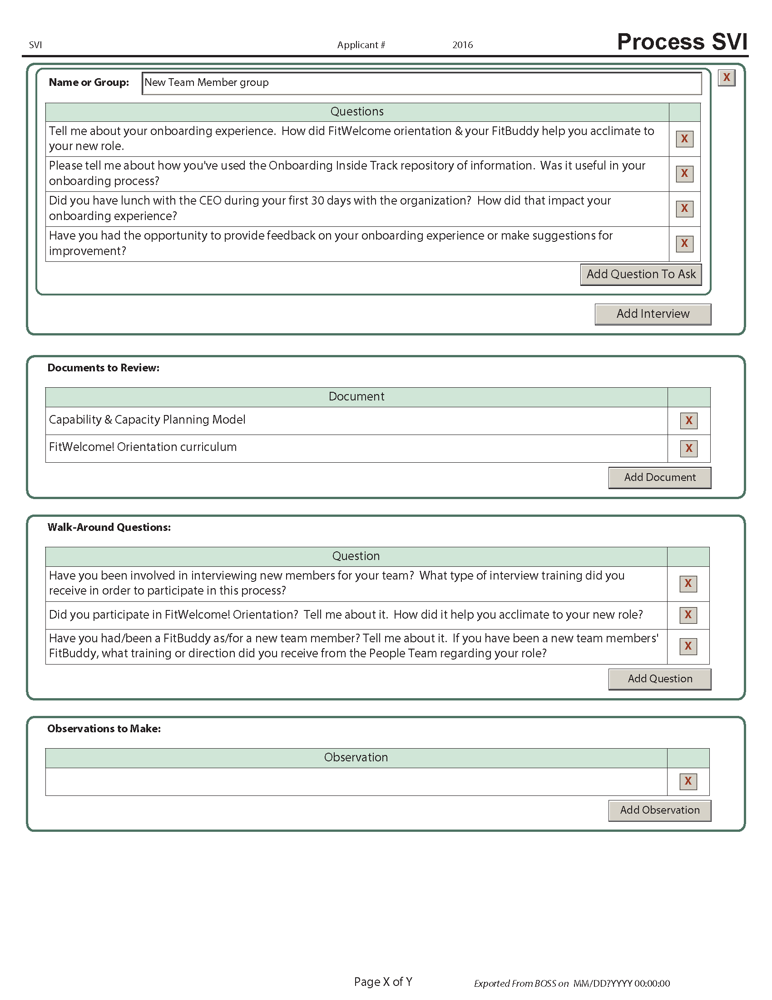 SVI Applicant # 2016 Process SVI
Name or Group: New Team Member group X
Questions
Tell me about your onboarding experience.  How did FitWelcome orientation & your FitBuddy help you acclimate to
your new role.
X
Please tell me about how you've used the Onboarding Inside Track repository of information.  Was it useful in your
onboarding process?
X
Did you have lunch with the CEO during your first 30 days with the organization?  How did that impact your
onboarding experience?
X
Have you had the opportunity to provide feedback on your onboarding experience or make suggestions for
improvement?
X
Add Question To Ask
Add Interview
Documents to Review:
Document
Capability & Capacity Planning Model X
FitWelcome! Orientation curriculum X
Add Document
Walk-Around Questions:
Question
Have you been involved in interviewing new members for your team?  What type of interview training did you
receive in order to participate in this process?
X
Did you participate in FitWelcome! Orientation?  Tell me about it.  How did it help you acclimate to your new role? X
Have you had/been a FitBuddy as/for a new team member? Tell me about it.  If you have been a new team members'
FitBuddy, what training or direction did you receive from the People Team regarding your role?
X
Add Question
Observations to Make:
Observation
X
Add Observation
Page X of Y Exported From BOSS on MM/DD?YYYY 00:00:00